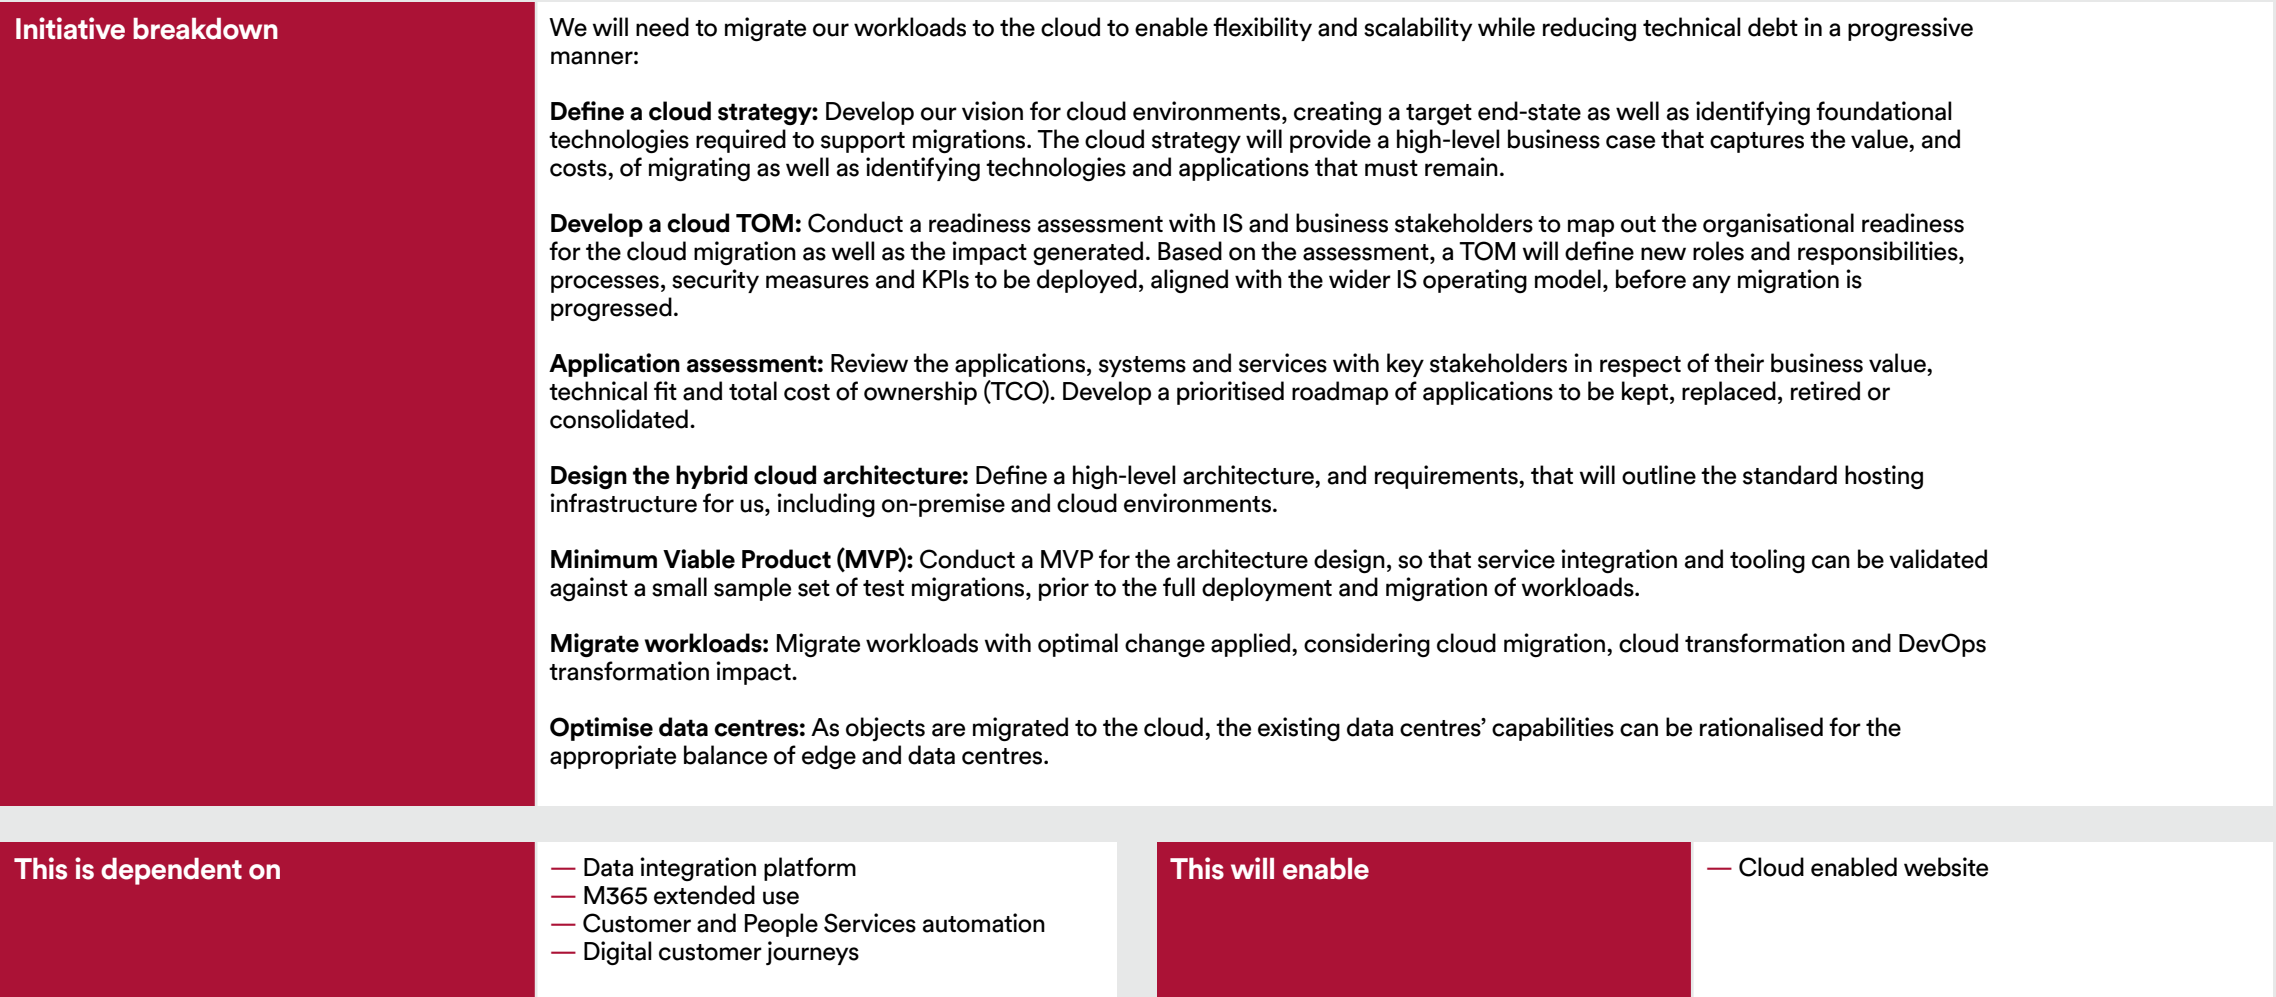 Initiative breakdown
We will need to migrate our workloads to the cloud to enable flexibility and scalability while reducing technical debt in a progressive
manner:
Define a cloud strategy: Develop our vision for cloud environments, creating a target end-state as well as identifying foundational
technologies required to support migrations. The cloud strategy will provide a high-level business case that captures the value, and
costs, of migrating as well as identifying technologies and applications that must remain.
Develop a cloud TOM: Conduct a readiness assessment with IS and business stakeholders to map out the organisational readiness
for the cloud migration as well as the impact generated. Based on the assessment, a TOM will define new roles and responsibilities,
processes, security measures and KPIs to be deployed, aligned with the wider IS operating model, before any migration is
progressed.
Application assessment: Review the applications, systems and services with key stakeholders in respect of their business value,
technical fit and total cost of ownership (TCO). Develop a prioritised roadmap of applications to be kept, replaced, retired or
consolidated.
Design the hybrid cloud architecture: Define a high-level architecture, and requirements, that will outline the standard hosting
infrastructure for us, including on-premise and cloud environments.
Minimum Viable Product (MVP): Conduct a MVP for the architecture design, so that service integration and tooling can be validated
against a small sample set of test migrations, prior to the full deployment and migration of workloads.
Migrate workloads: Migrate workloads with optimal change applied, considering cloud migration, cloud transformation and DevOps
transformation impact.
Optimise data centres: As objects are migrated to the cloud, the existing data centres’ capabilities can be rationalised for the
appropriate balance of edge and data centres.
This is dependent on
— Data integration platform
— M365 extended use
— Customer and People Services automation
— Digital customer journeys
This will enable
— Cloud enabled website